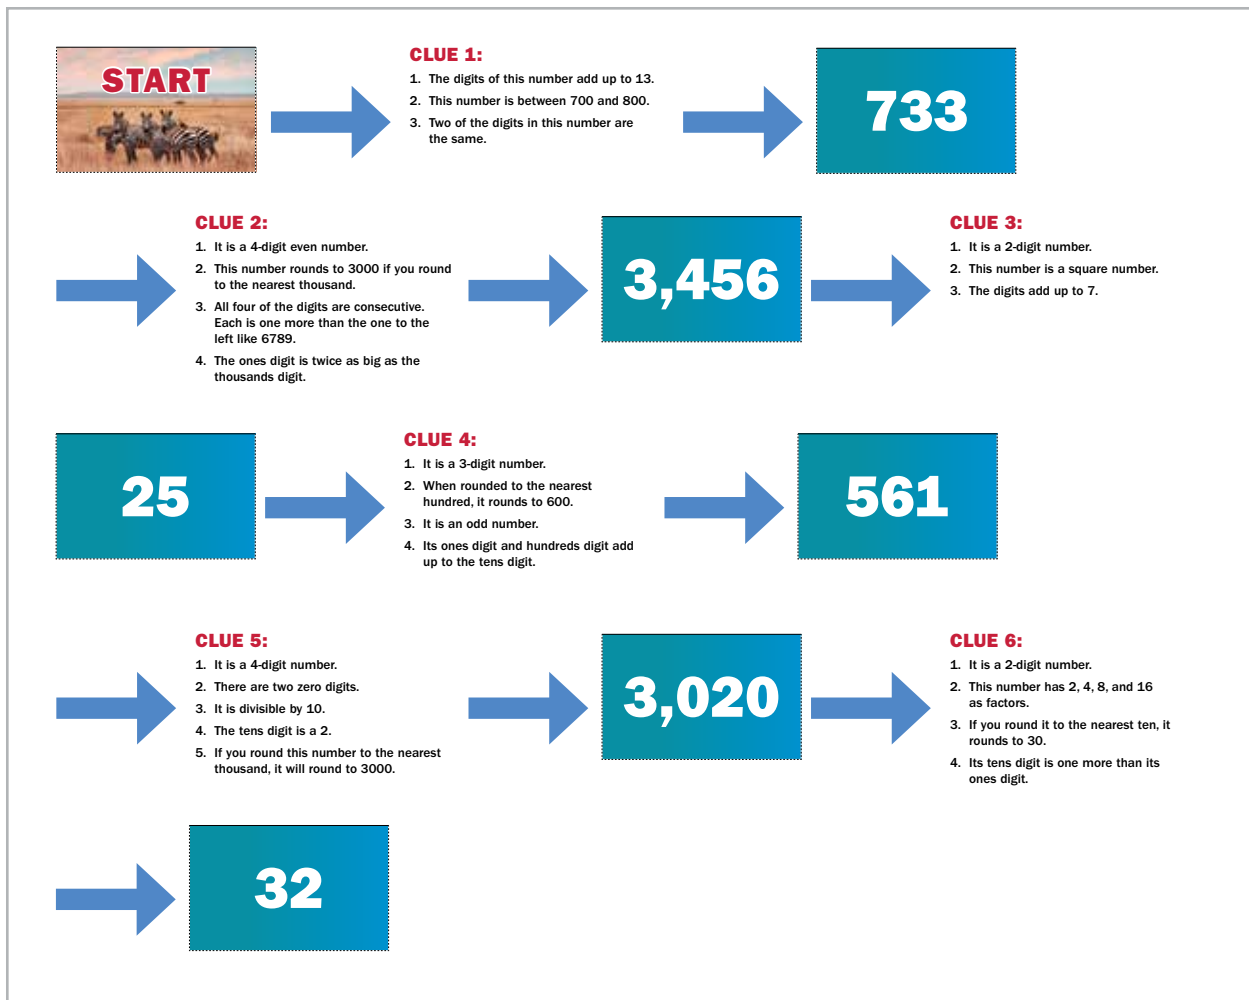 START
CLUE 1:
1. The digits of this number add up to 13.
2. This number is between 700 and 800.
3. Two of the digits in this number are
the same.
733
CLUE 2:
1. It is a 4-digit even number.
2. This number rounds to 3000 if you round
to the nearest thousand.
3. All four of the digits are consecutive.
Each is one more than the one to the
left like 6789.
4. The ones digit is twice as big as the
thousands digit.
3,456
CLUE 3:
1. It is a 2-digit number.
2. This number is a square number.
3. The digits add up to 7.
25
CLUE 4:
1. It is a 3-digit number.
2. When rounded to the nearest
hundred, it rounds to 600.
3. It is an odd number.
4. Its ones digit and hundreds digit add
up to the tens digit.
561
CLUE 5:
1. It is a 4-digit number.
2. There are two zero digits.
3. It is divisible by 10.
4. The tens digit is a 2.
5. If you round this number to the nearest
thousand, it will round to 3000.
3,020
CLUE 6:
1. It is a 2-digit number.
2. This number has 2, 4, 8, and 16
as factors.
3. If you round it to the nearest ten, it
rounds to 30.
4. Its tens digit is one more than its
ones digit.
32